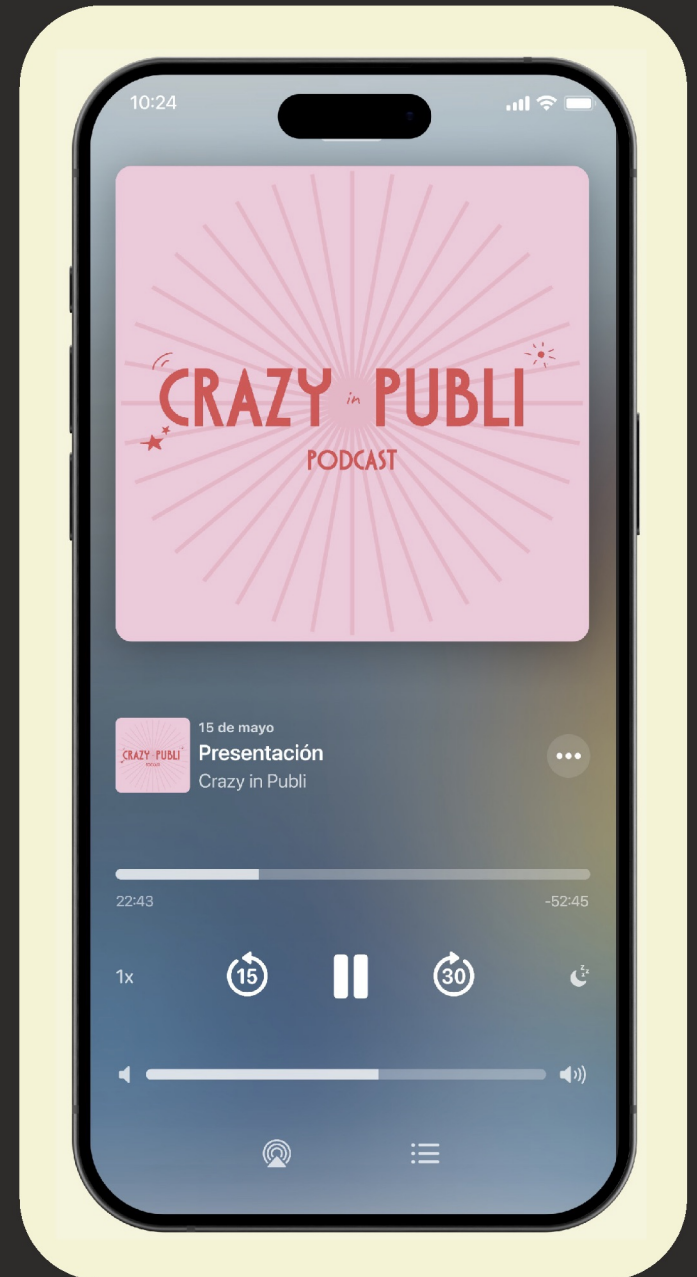 10:24
CRAZY in PUBLI
PODCAST
CRAZY PUBLI
15 de mayo
Presentación
Crazy in Publi
22:43
-52:45
1x
15
30
zzz